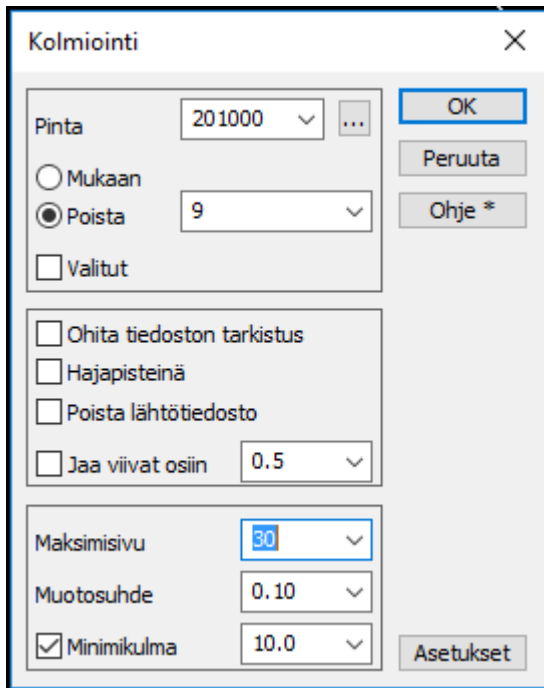 Kolmiointi
Pinta 201000 ...
Mukaan
Poista 9
Valitut
OK
Peruuta
Ohje *
Ohita tiedoston tarkistus
Hajapisteinä
Poista lähtötiedosto
Jaa viivat osiin 0.5
Maksimisivu 30
Muotosuhde 0.10
Minimikulma 10.0
Asetukset